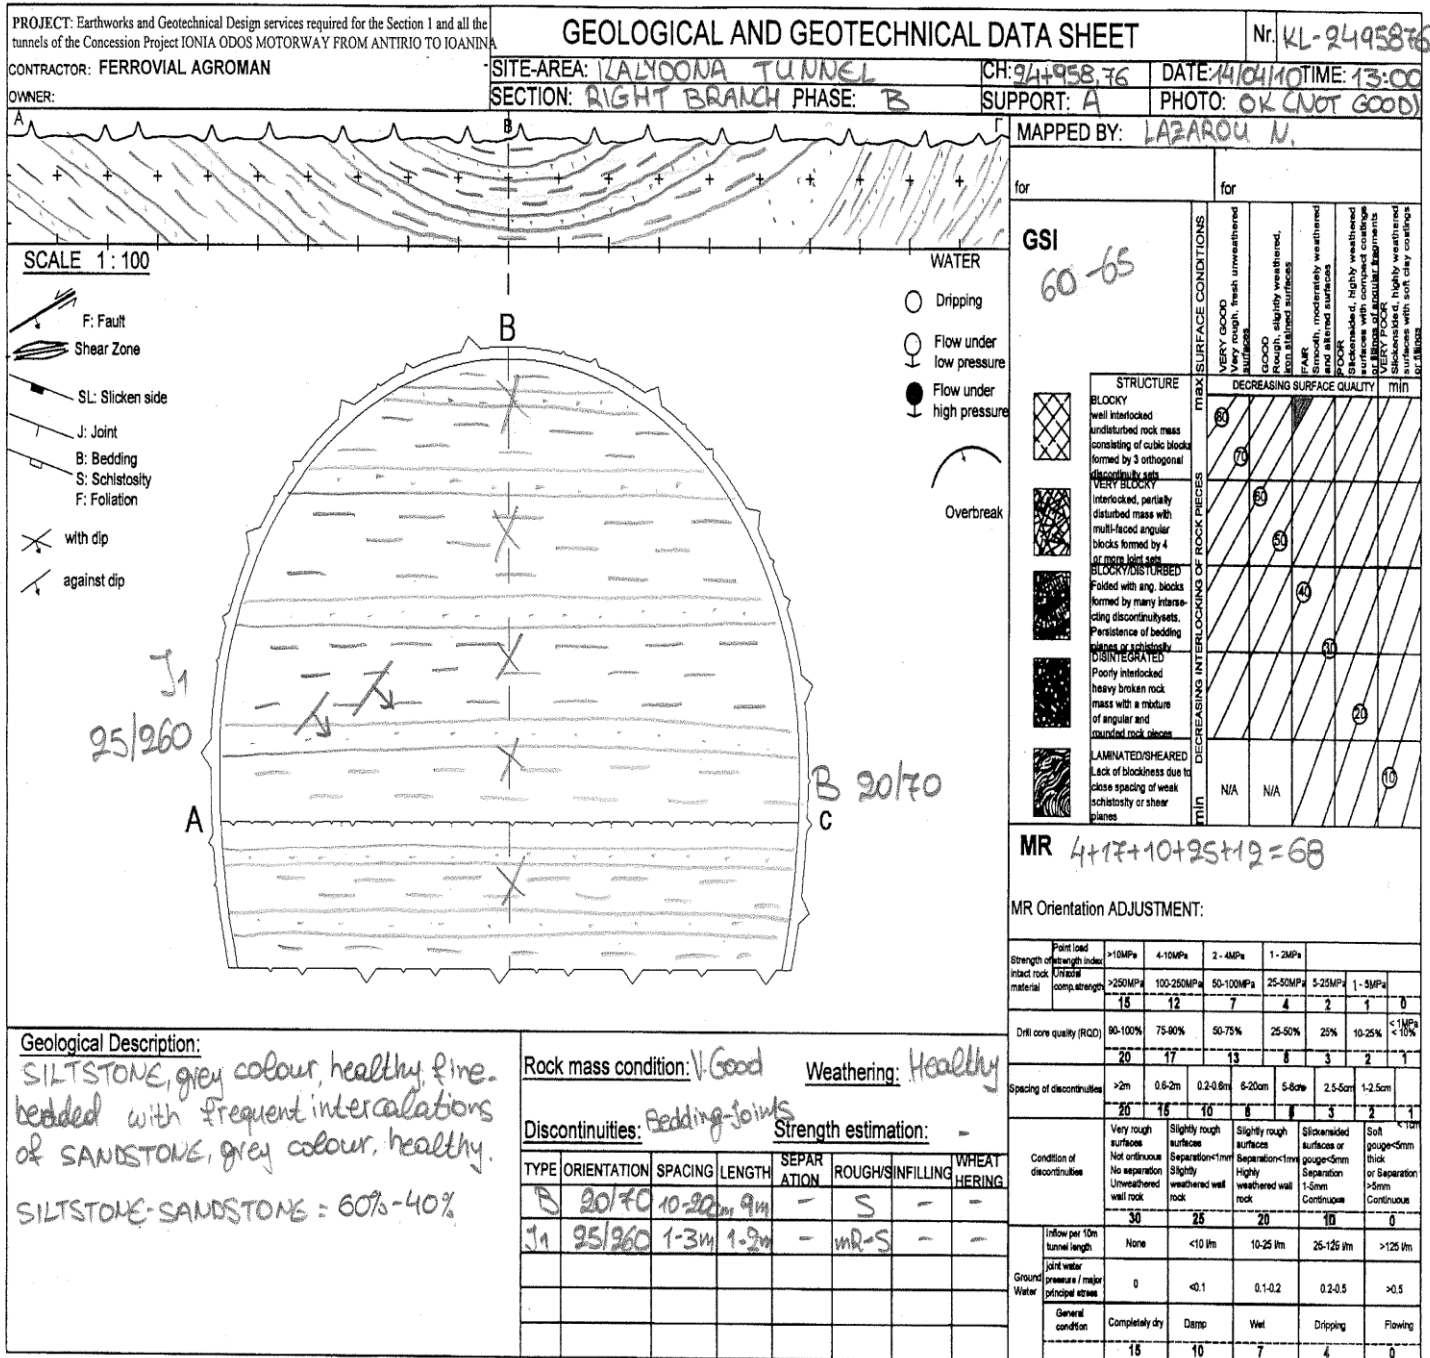 PROJECT: Earthworks and Geotechnical Design services required for the Section 1 and all the
tunnels of the Concession Project IONIA ODOS MOTORWAY FROM ANTIRIO TO IOANINA
CONTRACTOR: FERROVIAL AGROMAN
OWNER:
GEOLOGICAL AND GEOTECHNICAL DATA SHEET
Nr. KL-2495876
SITE-AREA: KALYDONA TUNNEL
CH: 94+958,76
DATE: 14/04/10 TIME: 13:00
SECTION: RIGHT BRANCH PHASE: B
SUPPORT: A
PHOTO: OK (NOT GOOD)
MAPPED BY: LAZAROU N.
A
B
Γ
for
for
SCALE 1 : 100
F: Fault
Shear Zone
SL: Slicken side
J: Joint
B: Bedding
S: Schistosity
F: Foliation
with dip
against dip
WATER
Dripping
Flow under
low pressure
Flow under
high pressure
Overbreak
B
J1
25/260
B 20/70
A
C
GSI
60-65
max SURFACE CONDITIONS
VERY GOOD
Very rough, fresh unweathered
surfaces
GOOD
Rough, slightly weathered,
iron stained surfaces
FAIR
Smooth, moderately weathered
and altered surfaces
POOR
Slickensided, highly weathered
surfaces with compact coatings
or fillings of angular fragments
VERY POOR
Slickensided, highly weathered
surfaces with soft clay coatings
or fillings
STRUCTURE
DECREASING SURFACE QUALITY min
min DECREASING INTERLOCKING OF ROCK PIECES
BLOCKY
well interlocked
undisturbed rock mass
consisting of cubic blocks
formed by 3 orthogonal
discontinuity sets
VERY BLOCKY
Interlocked, partially
disturbed mass with
multi-faced angular
blocks formed by 4
or more joint sets
BLOCKY/DISTURBED
Folded with ang. blocks
formed by many interse-
cting discontinuitysets.
Persistence of bedding
planes or schistosity
DISINTEGRATED
Poorly interlocked
heavy broken rock
mass with a mixture
of angular and
rounded rock pieces
LAMINATED/SHEARED
Lack of blockiness due to
close spacing of weak
schistosity or shear
planes
80
70
60
50
40
30
20
10
N/A N/A
MR 4+17+10+25+12=68
MR Orientation ADJUSTMENT:
Strength of
intact rock
material
Point load
strength index
>10MPa 4-10MPa 2 - 4MPa 1 - 2MPa
Uniaxial
comp.strength
>250MPa 100-250MPa 50-100MPa 25-50MPa 5-25MPa 1 - 5MPa <1MPa
15 12 7 4 2 1 0
Drill core quality (RQD) 90-100% 75-90% 50-75% 25-50% 25% 10-25% <10%
20 17 13 8 3 2 1
Spacing of discontinuities >2m 0.6-2m 0.2-0.6m 6-20cm 5-6cm 2.5-5cm 1-2.5cm <1cm
20 15 10 8 3 2 1
Condition of
discontinuities
Very rough
surfaces
Not ontinuous
No separation
Unweathered
wall rock
Slightly rough
surfaces
Separation<1mm
Slightly
weathered wall
rock
Slightly rough
surfaces
Separation<1mm
Highly
weathered wall
rock
Slickensided
surfaces or
gouge<5mm
Separation
1-5mm
Continuous
Soft
gouge<5mm
thick
or Separation
>5mm
Continuous
30 25 20 10 0
Ground
Water
Inflow per 10m
tunnel length
None <10 l/m 10-25 l/m 25-125 l/m >125 l/m
joint water
pressure / major
principal stress
0 <0.1 0.1-0.2 0.2-0.5 >0.5
General
condition
Completely dry Damp Wet Dripping Flowing
15 10 7 4 0
Geological Description:
SILTSTONE, grey colour, healthy, fine-
bedded with frequent intercalations
of SANDSTONE, grey colour, healthy.
SILTSTONE-SANDSTONE = 60%-40%
Rock mass condition: V.Good Weathering: Healthy
Discontinuities: Bedding-Joints Strength estimation: -
TYPE ORIENTATION SPACING LENGTH SEPAR ATION ROUGH/S INFILLING WHEAT HERING
B 20/70 10-20cm 9m - S - -
J1 25/260 1-3m 1-2m - mR-S - -